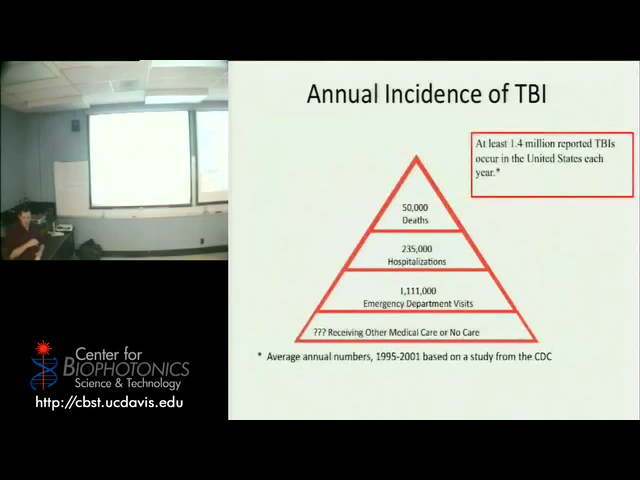 Annual Incidence of TBI
At least 1.4 million reported TBIs
occur in the United States each
year.*
50,000
Deaths
235,000
Hospitalizations
1,111,000
Emergency Department Visits
??? Receiving Other Medical Care or No Care
* Average annual numbers, 1995-2001 based on a study from the CDC
Center for
BIOPHOTONICS
Science & Technology
http://cbst.ucdavis.edu